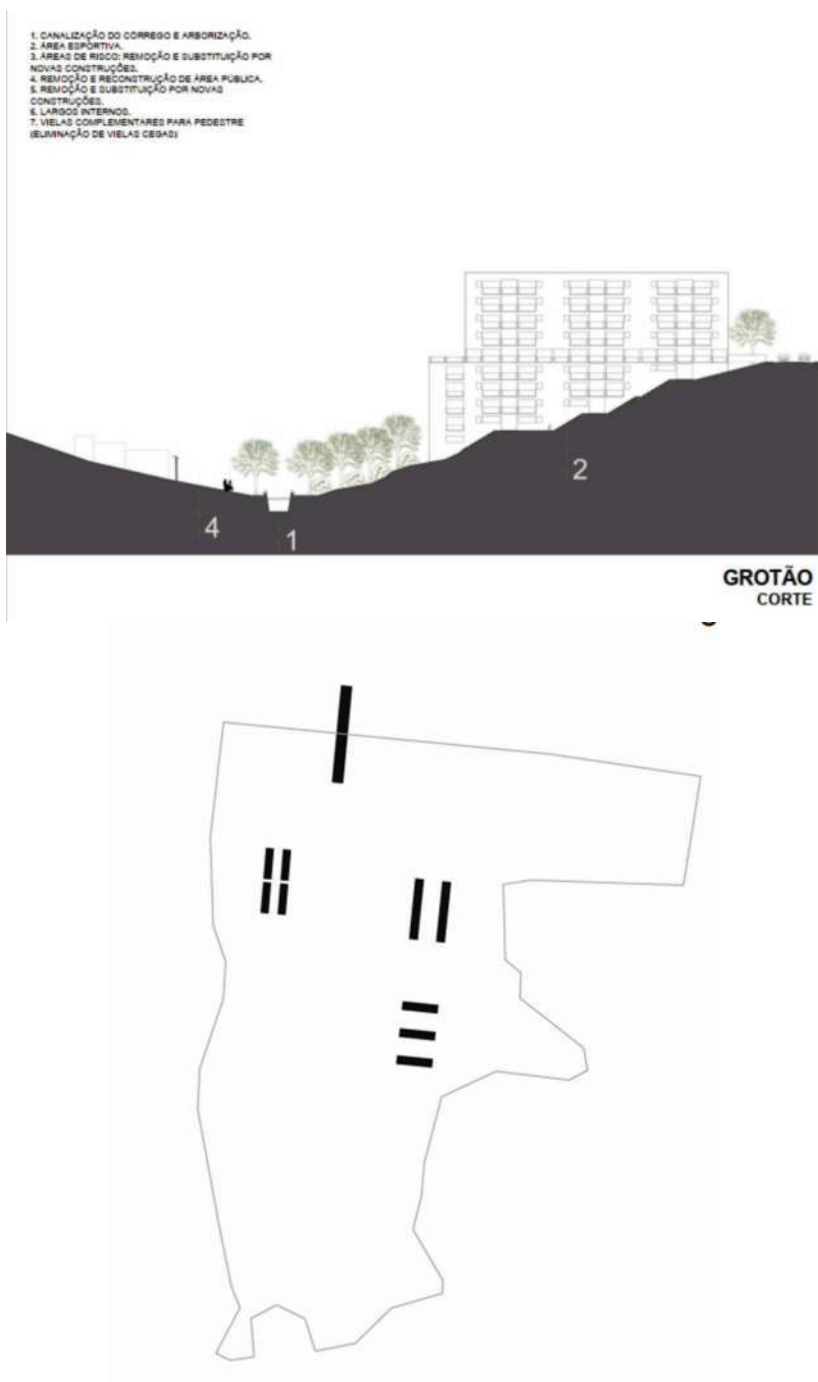 1. CANALIZAÇÃO DO CÓRREGO E ARBORIZAÇÃO.
2. ÁREA ESPORTIVA.
3. ÁREAS DE RISCO: REMOÇÃO E SUBSTITUIÇÃO POR
NOVAS CONSTRUÇÕES.
4. REMOÇÃO E RECONSTRUÇÃO DE ÁREA PÚBLICA.
5. REMOÇÃO E SUBSTITUIÇÃO POR NOVAS
CONSTRUÇÕES.
6. LARGOS INTERNOS.
7. VIELAS COMPLEMENTARES PARA PEDESTRE
(ELIMINAÇÃO DE VIELAS CEGAS)
2
4
1
GROTÃO
CORTE